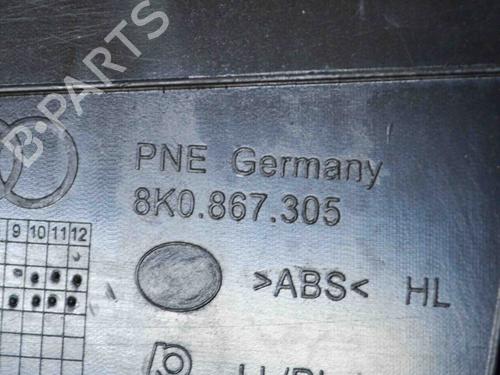 B·PARTS
PNE Germany
8K0.867.305
9 10 11 12
>ABS< HL